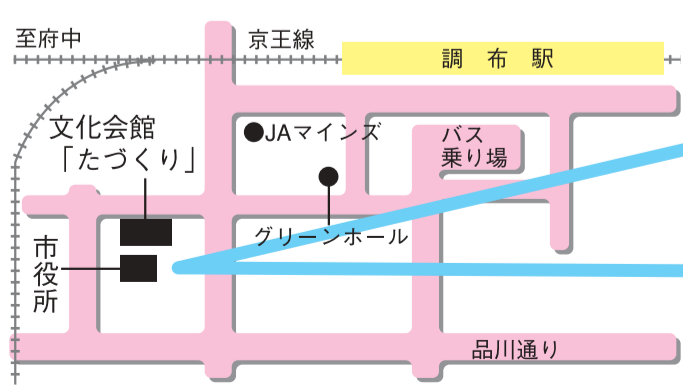 至府中
京王線
調布駅
文化会館
「たづくり」
●JAマインズ
バス
乗り場
グリーンホール
市役所
品川通り